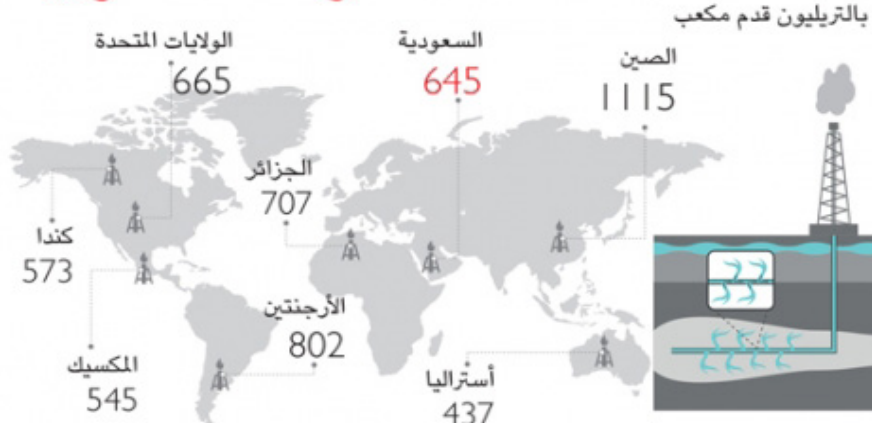 بالتريليون قدم مكعب
الولايات المتحدة
665
السعودية
645
الصين
1115
الجزائر
707
كندا
573
الأرجنتين
802
المكسيك
545
أستراليا
437